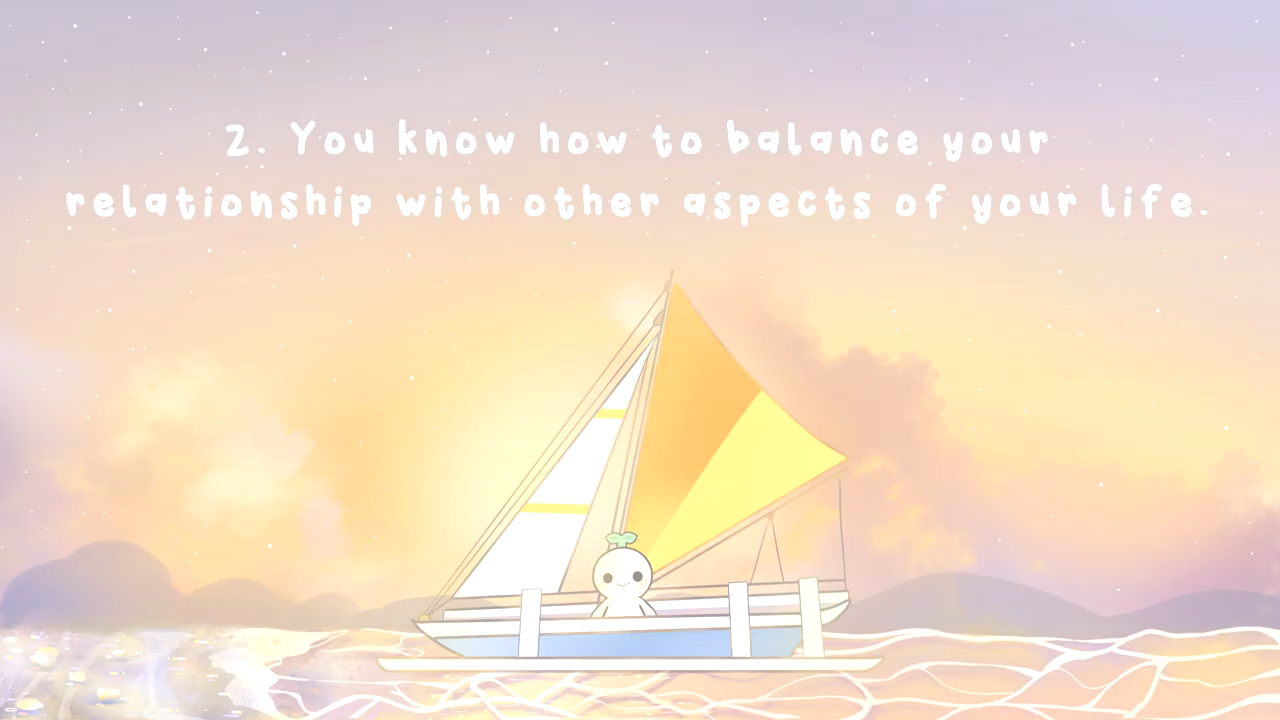 2. You know how to balance your
relationship with other aspects of your life.